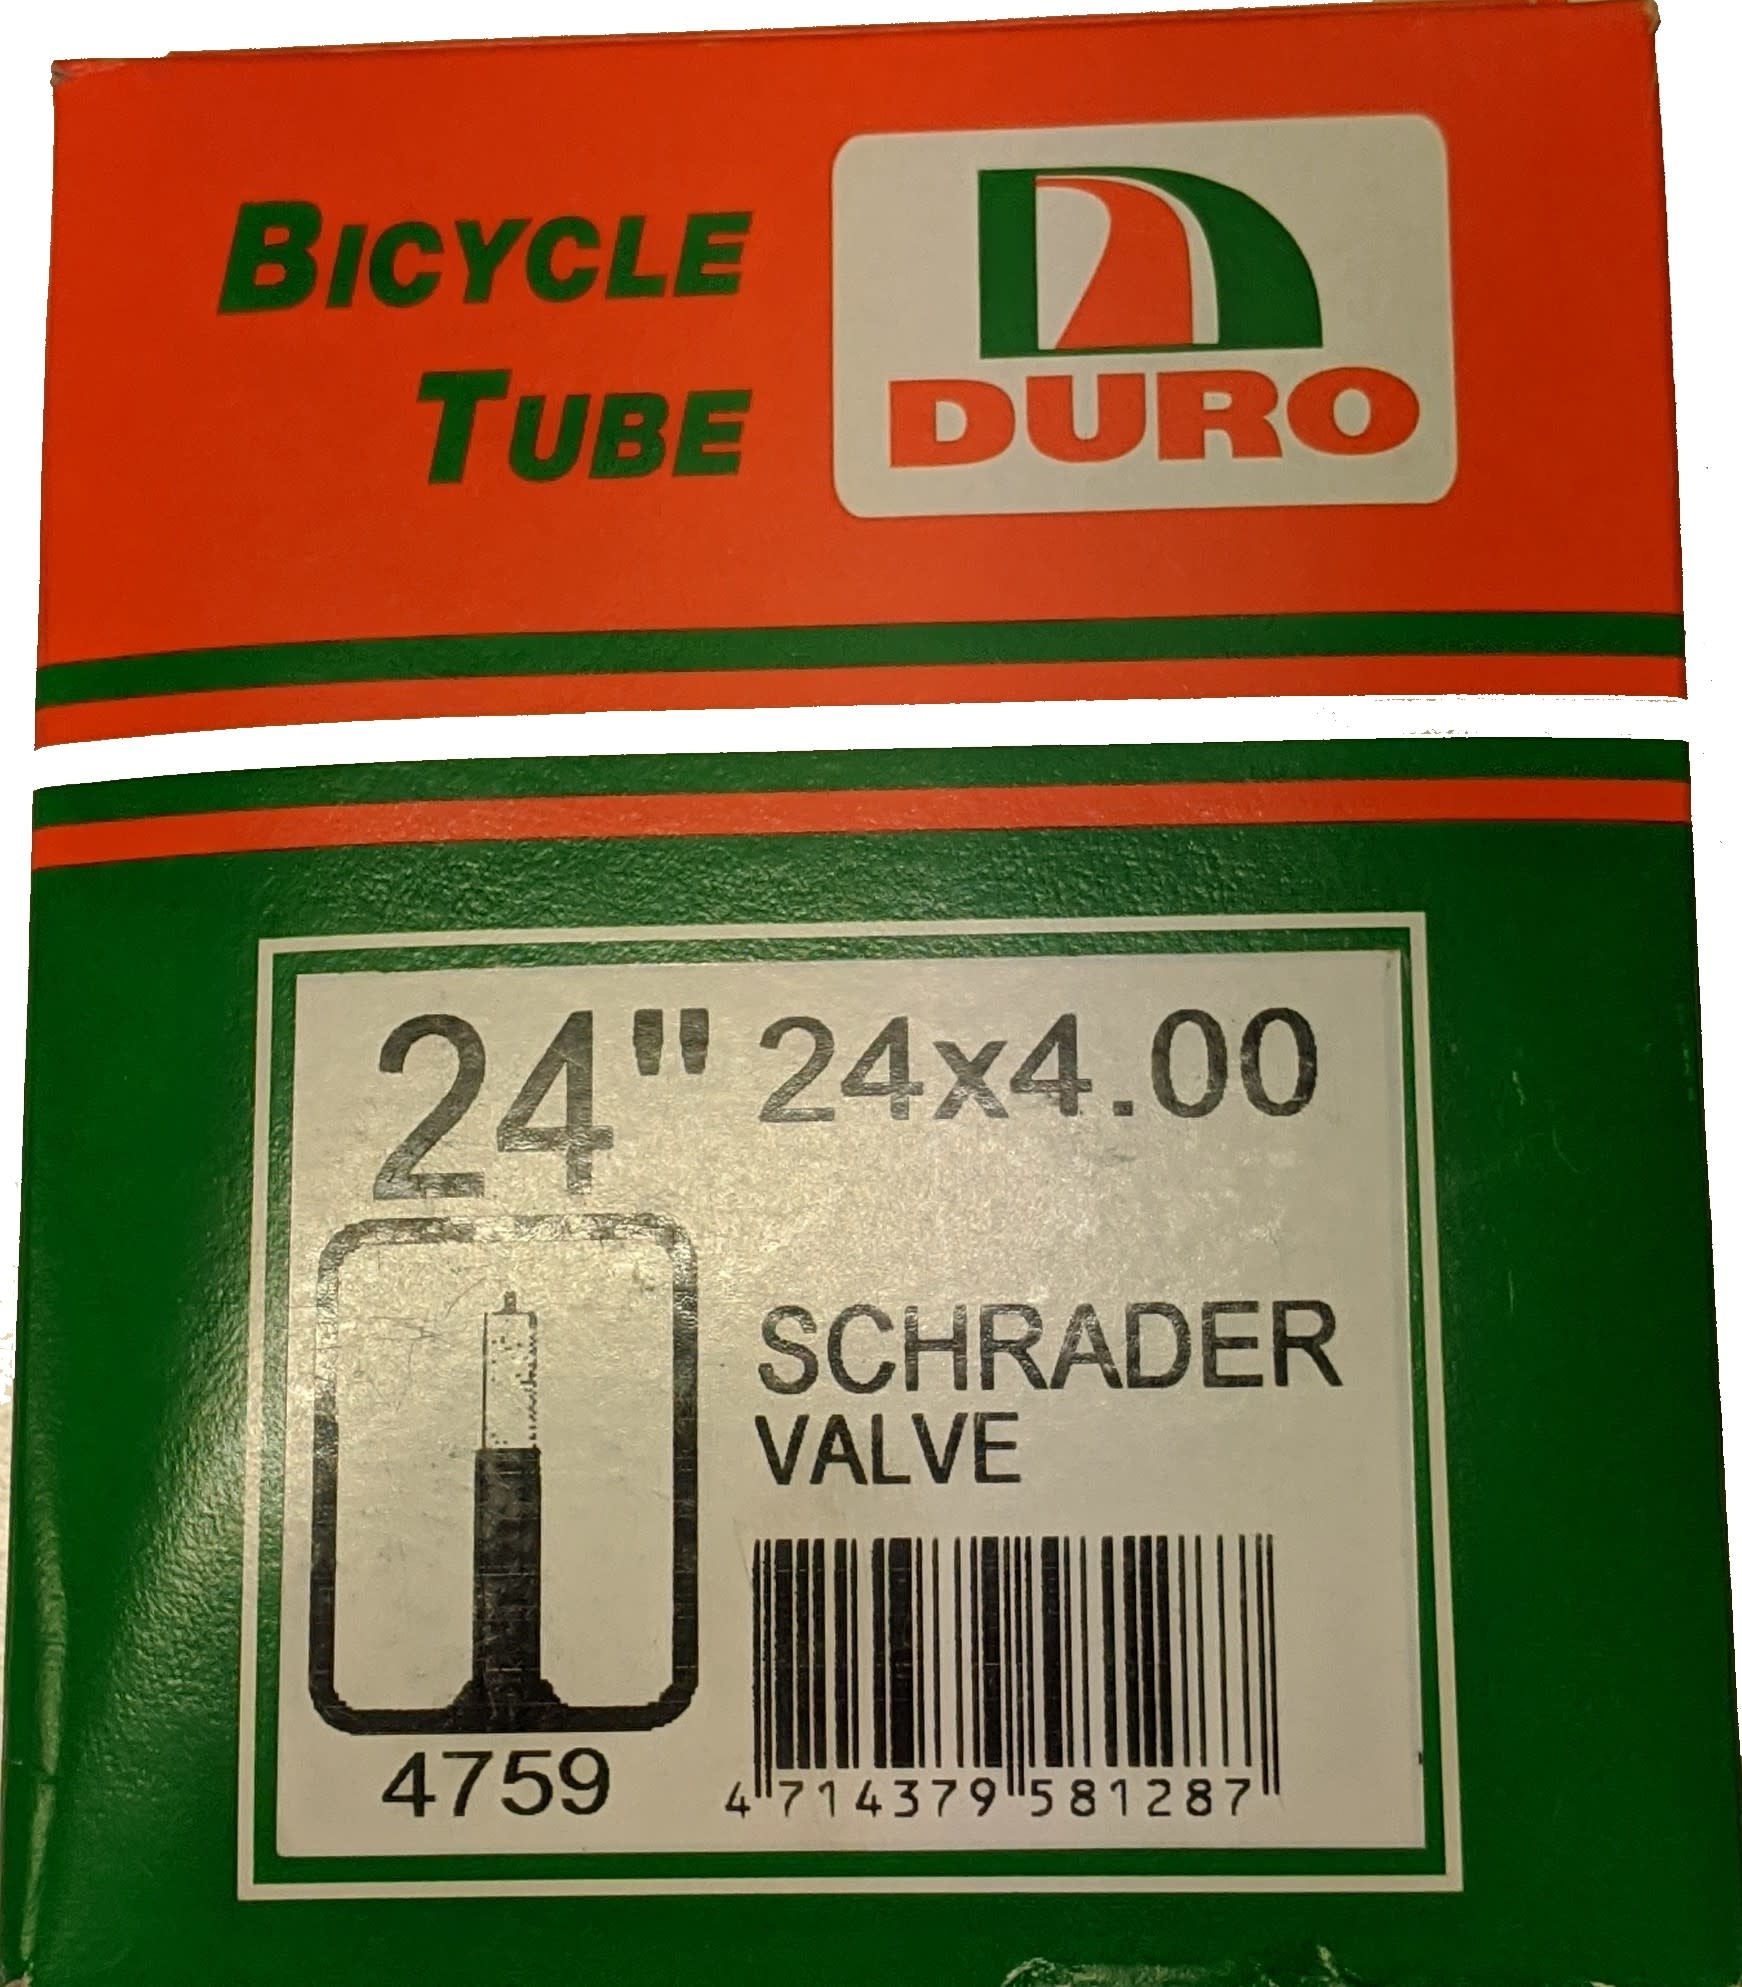 BICYCLE
TUBE
DURO
24" 24x4.00
SCHRADER
VALVE
4759
4 714379 581287